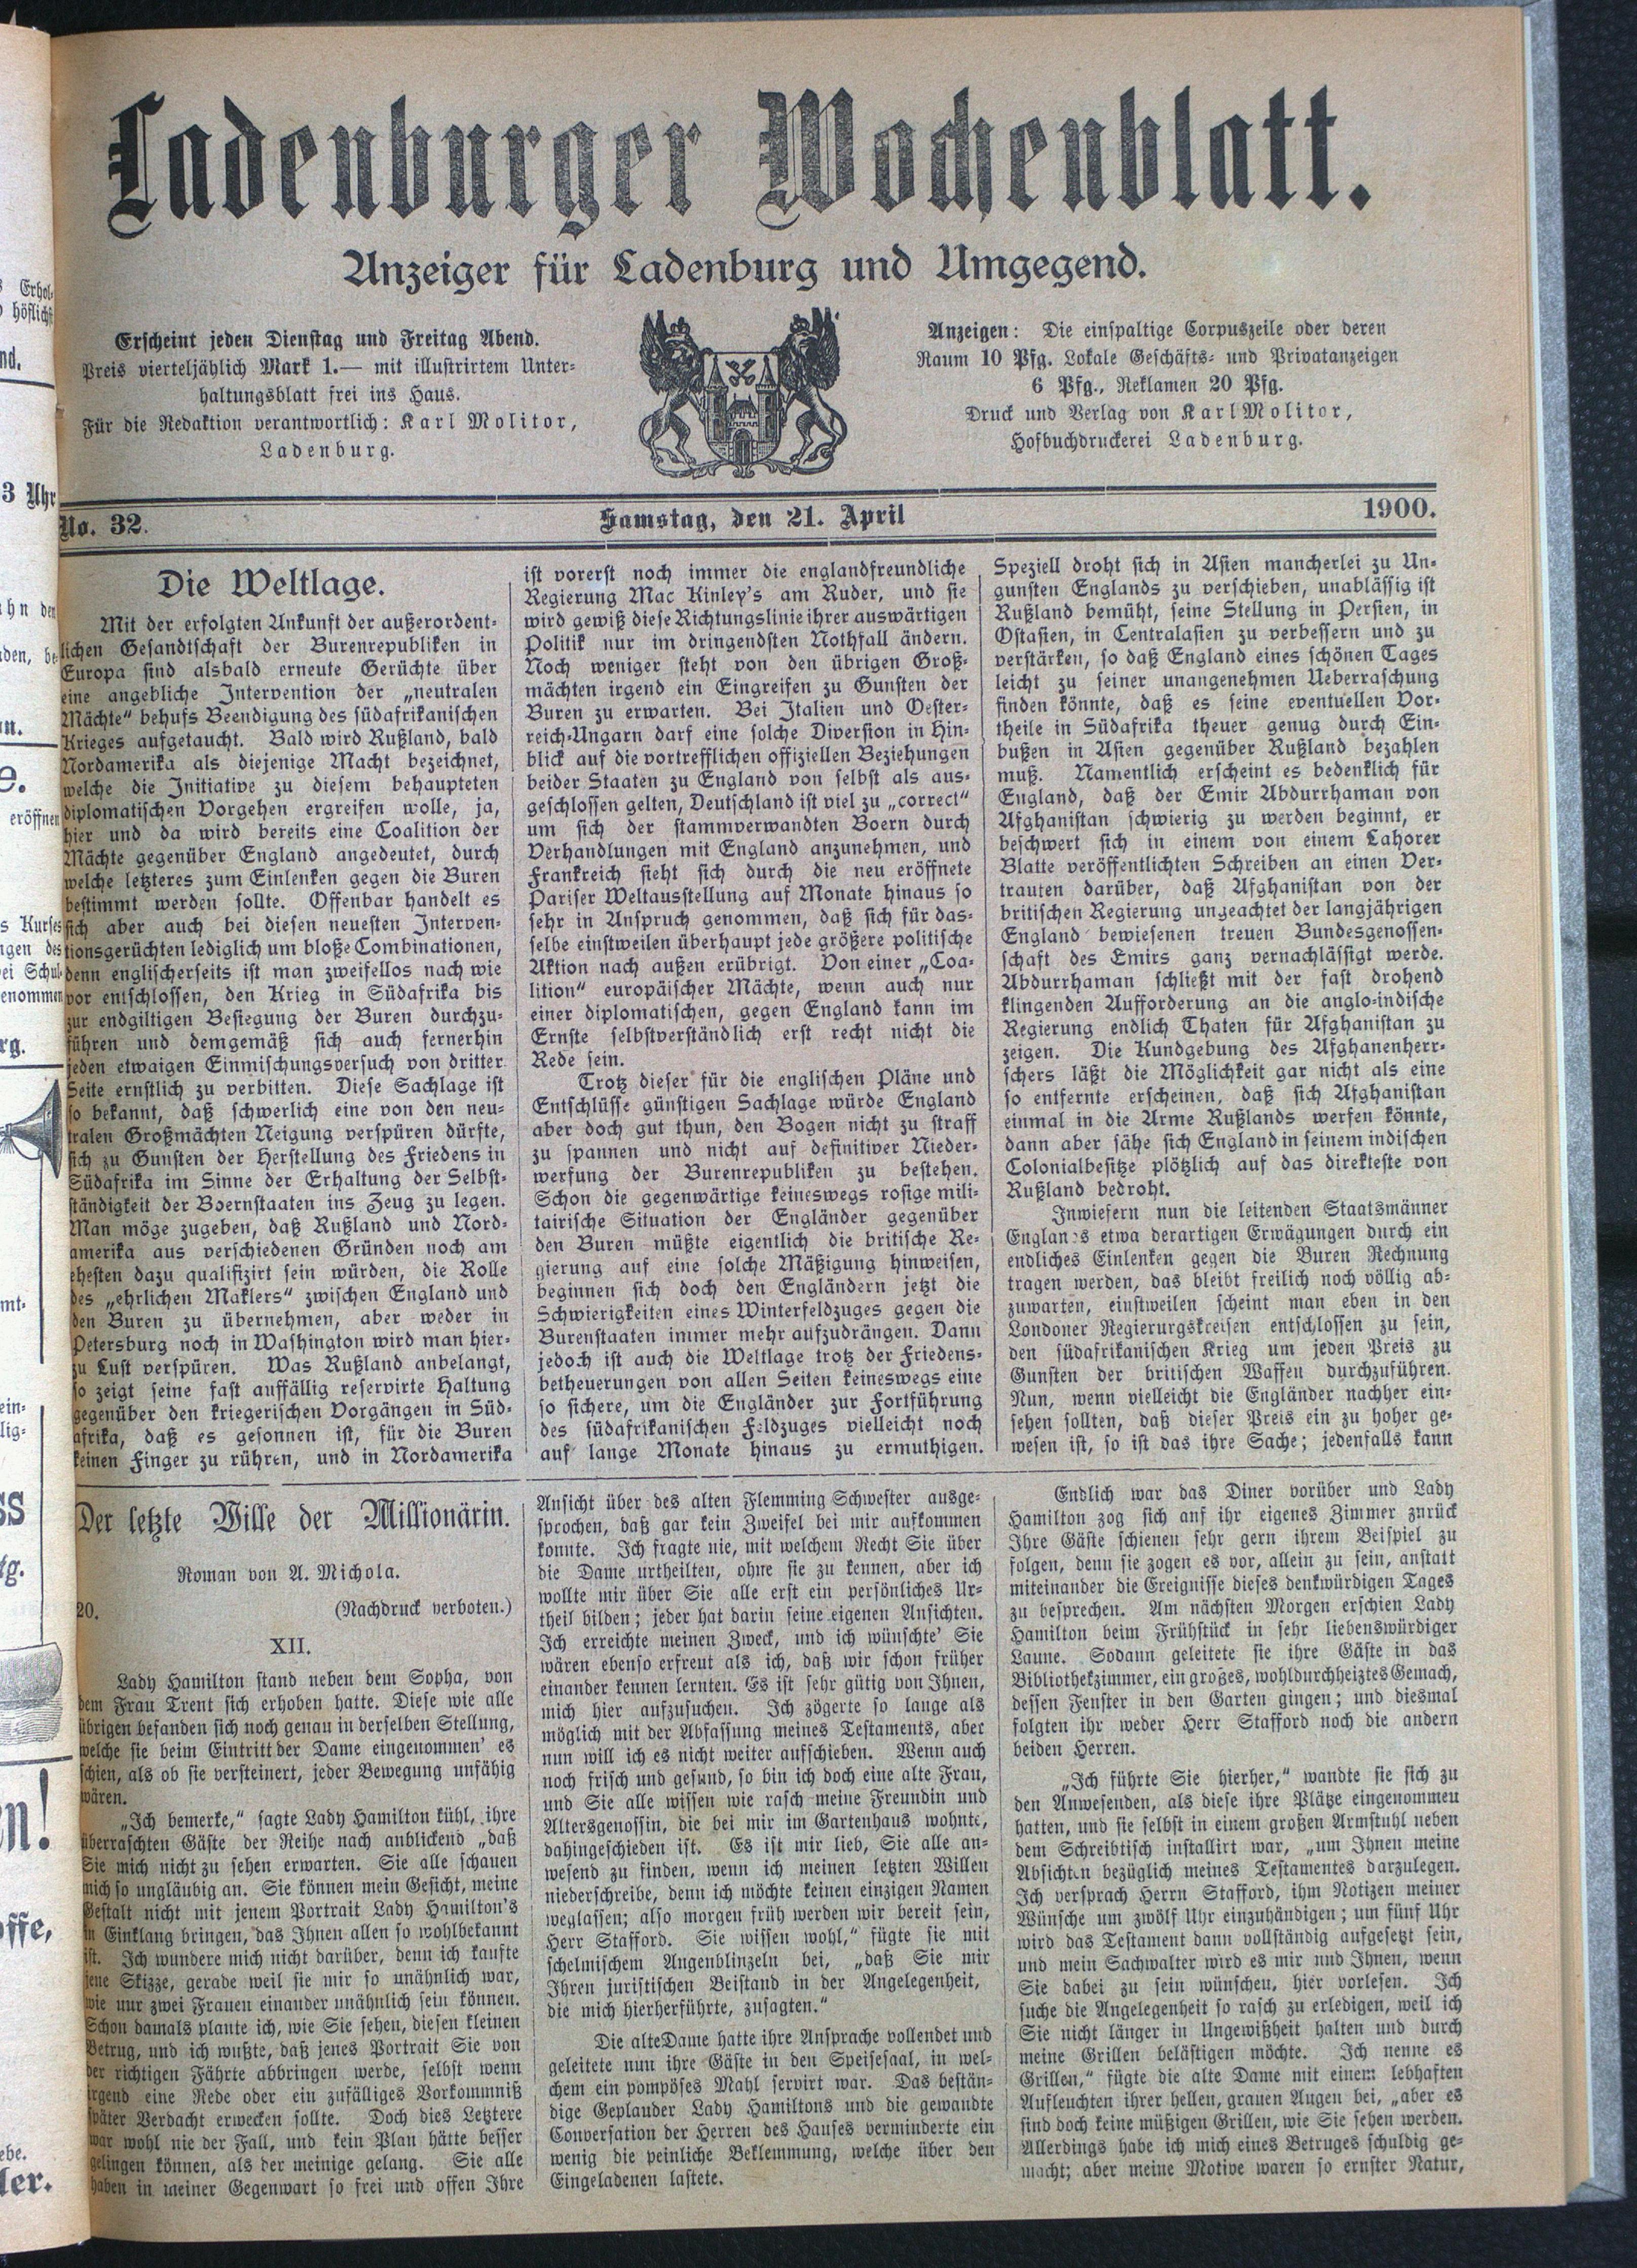 Ladenburger Wochenblatt.
Anzeiger für Ladenburg und Umgegend.
Erscheint jeden Dienstag und Freitag Abend.
Preis vierteljählich Mark 1.— mit illustrirtem Unter-
haltungsblatt frei ins Haus.
Für die Redaktion verantwortlich: Karl Molitor,
Ladenburg.
Anzeigen: Die einspaltige Corpuszeile oder deren
Raum 10 Pfg. Lokale Geschäfts- und Privatanzeigen
6 Pfg., Reklamen 20 Pfg.
Druck und Verlag von Karl Molitor,
Hofbuchdruckerei Ladenburg.
No. 32.
Samstag, den 21. April
1900.
Die Weltlage.
Mit der erfolgten Ankunft der außerordent-
lichen Gesandtschaft der Burenrepubliken in
Europa sind alsbald erneute Gerüchte über
eine angebliche Intervention der „neutralen
Mächte“ behufs Beendigung des südafrikanischen
Krieges aufgetaucht. Bald wird Rußland, bald
Nordamerika als diejenige Macht bezeichnet,
welche die Initiative zu diesem behaupteten
diplomatischen Vorgehen ergreifen wolle, ja,
hier und da wird bereits eine Coalition der
Mächte gegenüber England angedeutet, durch
welche letzteres zum Einlenken gegen die Buren
bestimmt werden sollte. Offenbar handelt es
sich aber auch bei diesen neuesten Interven-
tionsgerüchten lediglich um bloße Combinationen,
denn englischerseits ist man zweifellos nach wie
vor entschlossen, den Krieg in Südafrika bis
zur endgiltigen Besiegung der Buren durchzu-
führen und demgemäß sich auch fernerhin
jeden etwaigen Einmischungsversuch von dritter
Seite ernstlich zu verbitten. Diese Sachlage ist
so bekannt, daß schwerlich eine von den neu-
tralen Großmächten Neigung verspüren dürfte,
sich zu Gunsten der Herstellung des Friedens in
Südafrika im Sinne der Erhaltung der Selbst-
ständigkeit der Boernstaaten ins Zeug zu legen.
Man möge zugeben, daß Rußland und Nord-
amerika aus verschiedenen Gründen noch am
ehesten dazu qualifizirt sein würden, die Rolle
des „ehrlichen Maklers“ zwischen England und
den Buren zu übernehmen, aber weder in
Petersburg noch in Washington wird man hier-
zu Lust verspüren. Was Rußland anbelangt,
so zeigt seine fast auffällig reservirte Haltung
gegenüber den kriegerischen Vorgängen in Süd-
afrika, daß es gesonnen ist, für die Buren
keinen Finger zu rühren, und in Nordamerika
ist vorerst noch immer die englandfreundliche
Regierung Mac Kinley's am Ruder, und sie
wird gewiß diese Richtungslinie ihrer auswärtigen
Politik nur im dringendsten Nothfall ändern.
Noch weniger steht von den übrigen Groß-
mächten irgend ein Eingreifen zu Gunsten der
Buren zu erwarten. Bei Italien und Oester-
reich-Ungarn darf eine solche Diversion in Hin-
blick auf die vortrefflichen offiziellen Beziehungen
beider Staaten zu England von selbst als aus-
geschlossen gelten, Deutschland ist viel zu „correct“
um sich der stammverwandten Boern durch
Verhandlungen mit England anzunehmen, und
Frankreich sieht sich durch die neu eröffnete
Pariser Weltausstellung auf Monate hinaus so
sehr in Anspruch genommen, daß sich für das-
selbe einstweilen überhaupt jede größere politische
Aktion nach außen erübrigt. Von einer „Coa-
lition“ europäischer Mächte, wenn auch nur
einer diplomatischen, gegen England kann im
Ernste selbstverständlich erst recht nicht die
Rede sein.
Trotz dieser für die englischen Pläne und
Entschlüsse günstigen Sachlage würde England
aber doch gut thun, den Bogen nicht zu straff
zu spannen und nicht auf definitiver Nieder-
werfung der Burenrepubliken zu bestehen.
Schon die gegenwärtige keineswegs rosige mili-
tairische Situation der Engländer gegenüber
den Buren müßte eigentlich die britische Re-
gierung auf eine solche Mäßigung hinweisen,
beginnen sich doch den Engländern jetzt die
Schwierigkeiten eines Winterfeldzuges gegen die
Burenstaaten immer mehr aufzudrängen. Dann
jedoch ist auch die Weltlage trotz der Friedens-
betheuerungen von allen Seiten keineswegs eine
so sichere, um die Engländer zur Fortführung
des südafrikanischen Feldzuges vielleicht noch
auf lange Monate hinaus zu ermuthigen.
Speziell droht sich in Asien mancherlei zu Un-
gunsten Englands zu verschieben, unablässig ist
Rußland bemüht, seine Stellung in Persien, in
Ostasien, in Centralasien zu verbessern und zu
verstärken, so daß England eines schönen Tages
leicht zu seiner unangenehmen Ueberraschung
finden könnte, daß es seine eventuellen Vor-
theile in Südafrika theuer genug durch Ein-
bußen in Asien gegenüber Rußland bezahlen
muß. Namentlich erscheint es bedenklich für
England, daß der Emir Abdurrhaman von
Afghanistan schwierig zu werden beginnt, er
beschwert sich in einem von einem Lahorer
Blatte veröffentlichten Schreiben an einen Ver-
trauten darüber, daß Afghanistan von der
britischen Regierung ungeachtet der langjährigen
England bewiesenen treuen Bundesgenossen-
schaft des Emirs ganz vernachlässigt werde.
Abdurrhaman schließt mit der fast drohend
klingenden Aufforderung an die anglo-indische
Regierung endlich Thaten für Afghanistan zu
zeigen. Die Kundgebung des Afghanenherr-
schers läßt die Möglichkeit gar nicht als eine
so entfernte erscheinen, daß sich Afghanistan
einmal in die Arme Rußlands werfen könnte,
dann aber sähe sich England in seinem indischen
Colonialbesitze plötzlich auf das direkteste von
Rußland bedroht.
Inwiefern nun die leitenden Staatsmänner
Englands etwa derartigen Erwägungen durch ein
endliches Einlenken gegen die Buren Rechnung
tragen werden, das bleibt freilich noch völlig ab-
zuwarten, einstweilen scheint man eben in den
Londoner Regierurgskreisen entschlossen zu sein,
den südafrikanischen Krieg um jeden Preis zu
Gunsten der britischen Waffen durchzuführen.
Nun, wenn vielleicht die Engländer nachher ein-
sehen sollten, daß dieser Preis ein zu hoher ge-
wesen ist, so ist das ihre Sache; jedenfalls kann
Der letzte Wille der Millionärin.
Roman von A. Michola.
20.
(Nachdruck verboten.)
XII.
Lady Hamilton stand neben dem Sopha, von
dem Frau Trent sich erhoben hatte. Diese wie alle
übrigen befanden sich noch genau in derselben Stellung,
welche sie beim Eintritt der Dame eingenommen' es
schien, als ob sie versteinert, jeder Bewegung unfähig
wären.
„Ich bemerke,“ sagte Lady Hamilton kühl, ihre
überraschten Gäste der Reihe nach anblickend „daß
Sie mich nicht zu sehen erwarten. Sie alle schauen
mich so ungläubig an. Sie können mein Gesicht, meine
Gestalt nicht mit jenem Portrait Lady Hamilton's
in Einklang bringen, das Ihnen allen so wohlbekannt
ist. Ich wundere mich nicht darüber, denn ich kaufte
jene Skizze, gerade weil sie mir so unähnlich war,
wie nur zwei Frauen einander unähnlich sein können.
Schon damals plante ich, wie Sie sehen, diesen kleinen
Betrug, und ich wußte, daß jenes Portrait Sie von
der richtigen Fährte abbringen werde, selbst wenn
irgend eine Rede oder ein zufälliges Vorkommniß
später Verdacht erwecken sollte. Doch dies Letztere
war wohl nie der Fall, und kein Plan hätte besser
gelingen können, als der meinige gelang. Sie alle
haben in meiner Gegenwart so frei und offen Ihre
Ansicht über des alten Flemming Schwester ausge-
sprochen, daß gar kein Zweifel bei mir aufkommen
konnte. Ich fragte nie, mit welchem Recht Sie über
die Dame urtheilten, ohne sie zu kennen, aber ich
wollte mir über Sie alle erst ein persönliches Ur-
theil bilden; jeder hat darin seine eigenen Ansichten.
Ich erreichte meinen Zweck, und ich wünschte' Sie
wären ebenso erfreut als ich, daß wir schon früher
einander kennen lernten. Es ist sehr gütig von Ihnen,
mich hier aufzusuchen. Ich zögerte so lange als
möglich mit der Abfassung meines Testaments, aber
nun will ich es nicht weiter aufschieben. Wenn auch
noch frisch und gesund, so bin ich doch eine alte Frau,
und Sie alle wissen wie rasch meine Freundin und
Altersgenossin, die bei mir im Gartenhaus wohnte,
dahingeschieden ist. Es ist mir lieb, Sie alle an-
wesend zu finden, wenn ich meinen letzten Willen
niederschreibe, denn ich möchte keinen einzigen Namen
weglassen; also morgen früh werden wir bereit sein,
Herr Stafford. Sie wissen wohl,“ fügte sie mit
schelmischem Augenblinzeln bei, „daß Sie mir
Ihren juristischen Beistand in der Angelegenheit,
die mich hierherführte, zusagten.“
Die alte Dame hatte ihre Ansprache vollendet und
geleitete nun ihre Gäste in den Speisesaal, in wel-
chem ein pompöses Mahl servirt war. Das bestän-
dige Geplauder Lady Hamiltons und die gewandte
Conversation der Herren des Hauses verminderte ein
wenig die peinliche Beklemmung, welche über den
Eingeladenen lastete.
Endlich war das Diner vorüber und Lady
Hamilton zog sich auf ihr eigenes Zimmer zurück
Ihre Gäste schienen sehr gern ihrem Beispiel zu
folgen, denn sie zogen es vor, allein zu sein, anstatt
miteinander die Ereignisse dieses denkwürdigen Tages
zu besprechen. Am nächsten Morgen erschien Lady
Hamilton beim Frühstück in sehr liebenswürdiger
Laune. Sodann geleitete sie ihre Gäste in das
Bibliothekzimmer, ein großes, wohldurchheiztes Gemach,
dessen Fenster in den Garten gingen; und diesmal
folgten ihr weder Herr Stafford noch die andern
beiden Herren.
„Ich führte Sie hierher,“ wandte sie sich zu
den Anwesenden, als diese ihre Plätze eingenommen
hatten, und sie selbst in einem großen Armstuhl neben
dem Schreibtisch installirt war, „um Ihnen meine
Absichten bezüglich meines Testamentes darzulegen.
Ich versprach Herrn Stafford, ihm Notizen meiner
Wünsche um zwölf Uhr einzuhändigen; um fünf Uhr
wird das Testament dann vollständig aufgesetzt sein,
und mein Sachwalter wird es mir und Ihnen, wenn
Sie dabei zu sein wünschen, hier vorlesen. Ich
suche die Angelegenheit so rasch zu erledigen, weil ich
Sie nicht länger in Ungewißheit halten und durch
meine Grillen belästigen möchte. Ich nenne es
Grillen,“ fügte die alte Dame mit einem lebhaften
Aufleuchten ihrer hellen, grauen Augen bei, „aber es
sind doch keine müßigen Grillen, wie Sie sehen werden.
Allerdings habe ich mich eines Betruges schuldig ge-
macht; aber meine Motive waren so ernster Natur,